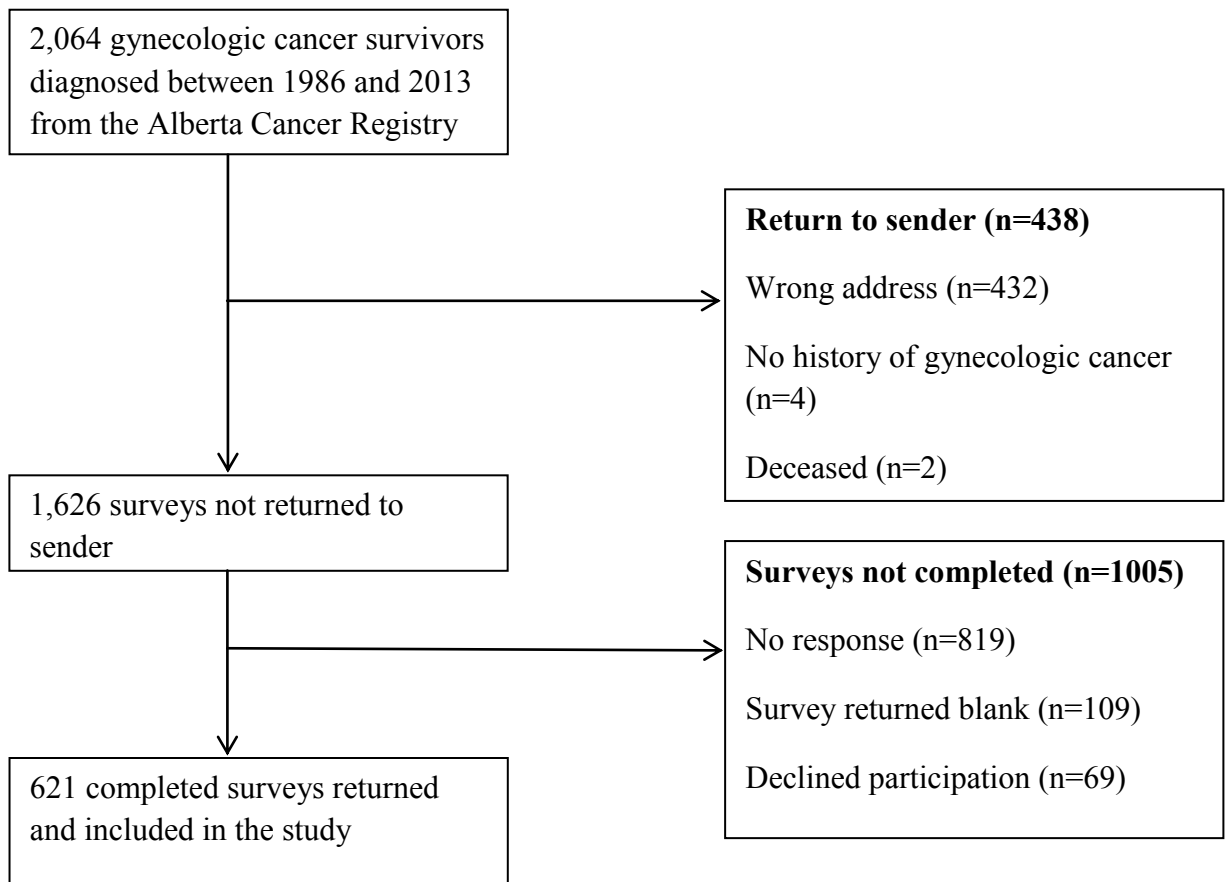 2,064 gynecologic cancer survivors
diagnosed between 1986 and 2013
from the Alberta Cancer Registry
Return to sender (n=438)
Wrong address (n=432)
No history of gynecologic cancer
(n=4)
Deceased (n=2)
1,626 surveys not returned to
sender
Surveys not completed (n=1005)
No response (n=819)
Survey returned blank (n=109)
Declined participation (n=69)
621 completed surveys returned
and included in the study